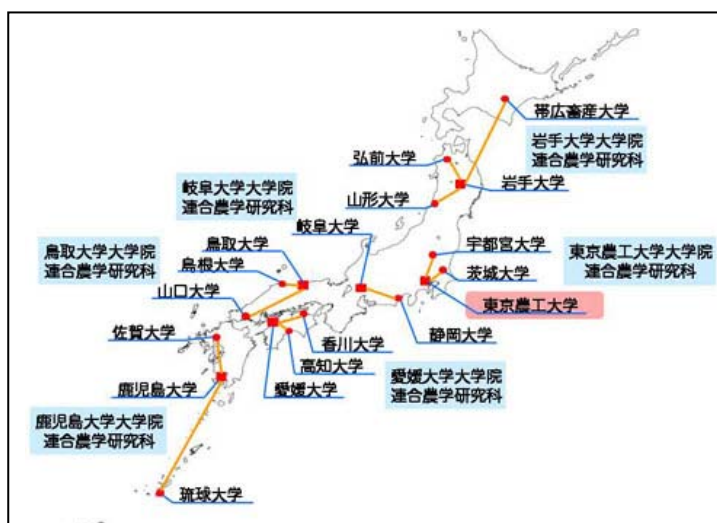 帯広畜産大学
岩手大学大学院
連合農学研究科
弘前大学
岩手大学
山形大学
岐阜大学大学院
連合農学研究科
岐阜大学
鳥取大学大学院
連合農学研究科
鳥取大学
島根大学
山口大学
佐賀大学
宇都宮大学
茨城大学
東京農工大学大学院
連合農学研究科
東京農工大学
静岡大学
香川大学
高知大学
愛媛大学
愛媛大学大学院
連合農学研究科
鹿児島大学
鹿児島大学大学院
連合農学研究科
琉球大学